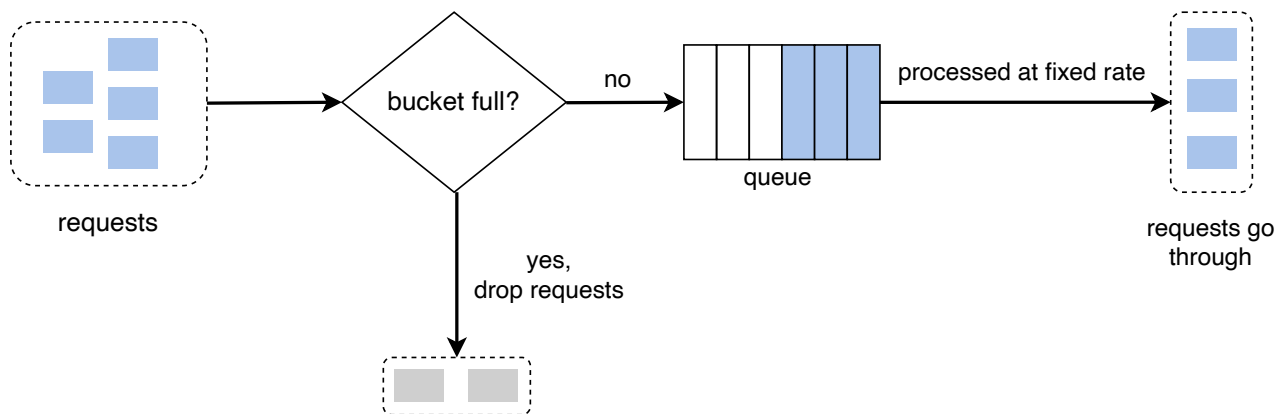 requests
bucket full?
no
yes,
drop requests
queue
processed at fixed rate
requests go
through